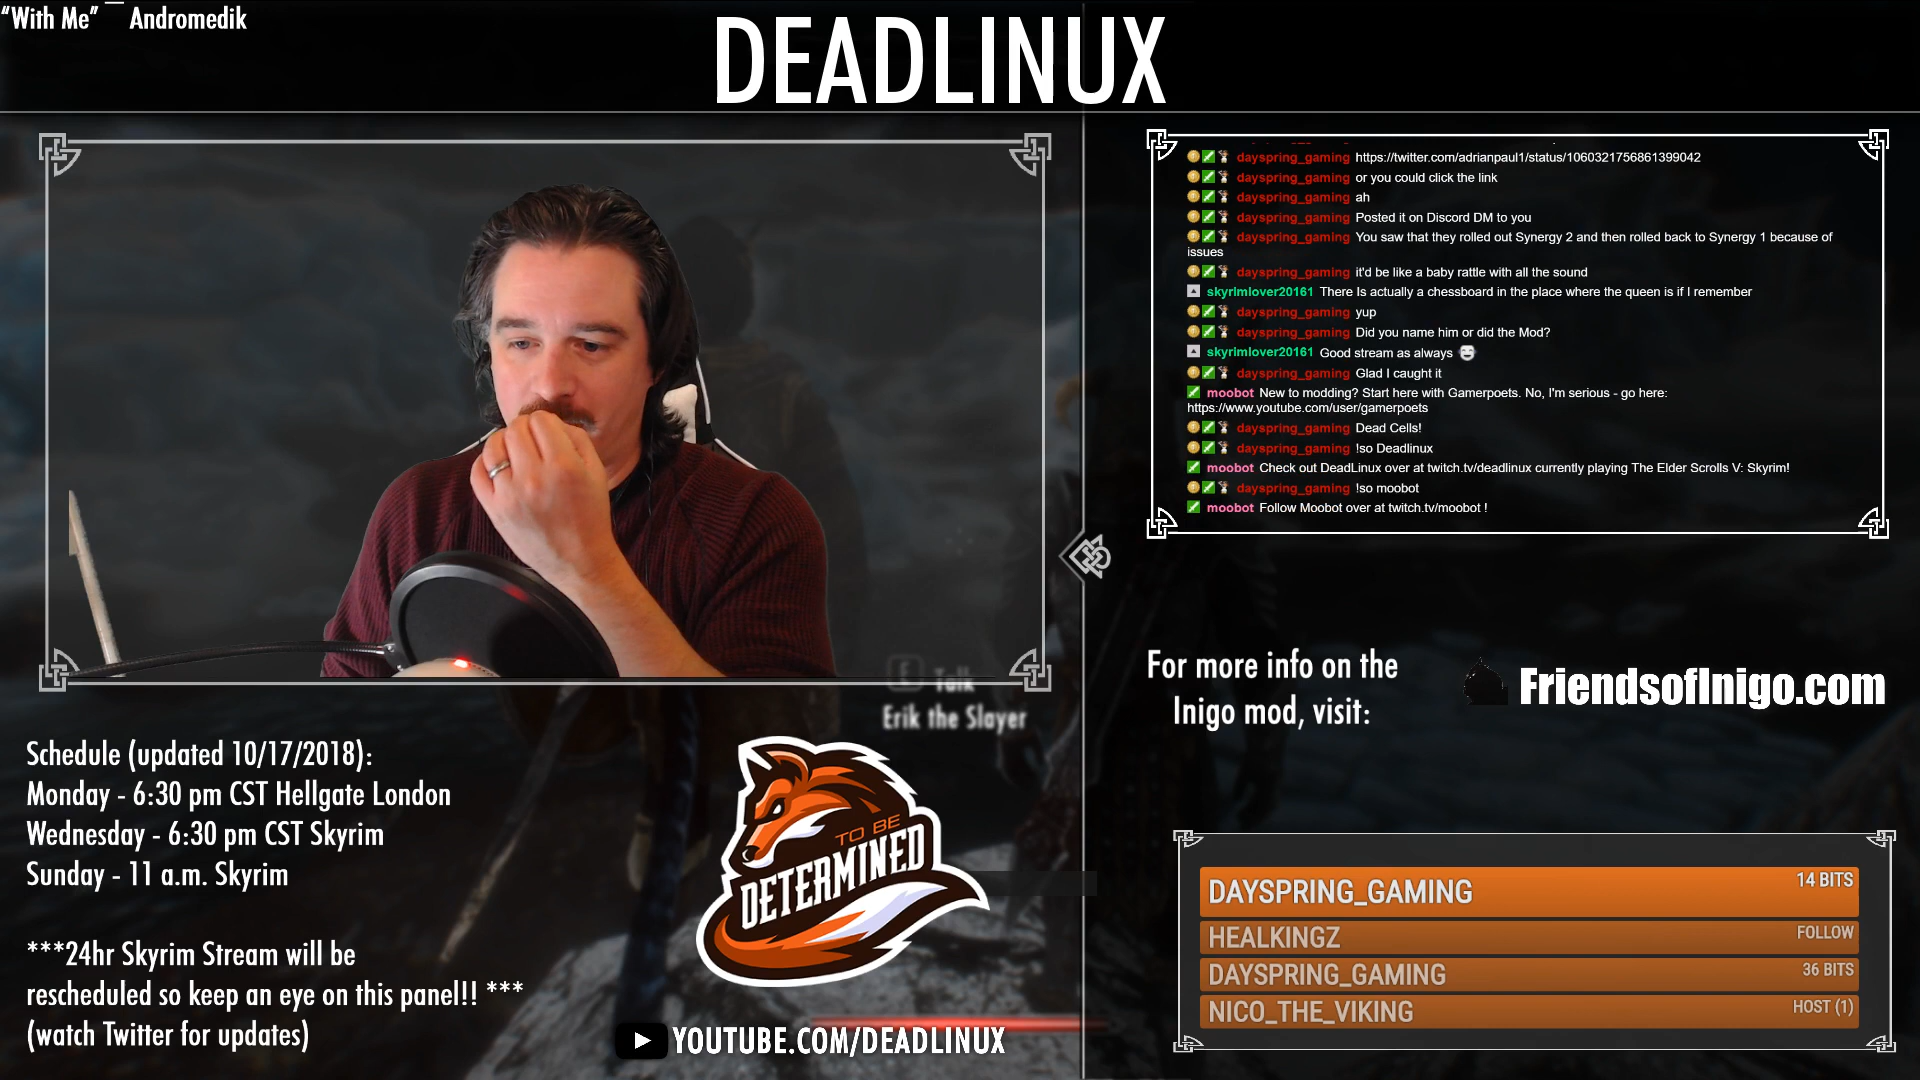 “With Me” — Andromedik
DEADLINUX
dayspring_gaming https://twitter.com/adrianpaul1/status/1060321756861399042
dayspring_gaming or you could click the link
dayspring_gaming ah
dayspring_gaming Posted it on Discord DM to you
dayspring_gaming You saw that they rolled out Synergy 2 and then rolled back to Synergy 1 because of
issues
dayspring_gaming it'd be like a baby rattle with all the sound
skyrimlover20161 There Is actually a chessboard in the place where the queen is if I remember
dayspring_gaming yup
dayspring_gaming Did you name him or did the Mod?
skyrimlover20161 Good stream as always
dayspring_gaming Glad I caught it
moobot New to modding? Start here with Gamerpoets. No, I'm serious - go here:
https://www.youtube.com/user/gamerpoets
dayspring_gaming Dead Cells!
dayspring_gaming !so Deadlinux
moobot Check out DeadLinux over at twitch.tv/deadlinux currently playing The Elder Scrolls V: Skyrim!
dayspring_gaming !so moobot
moobot Follow Moobot over at twitch.tv/moobot !
E Talk
Erik the Slayer
For more info on the
Inigo mod, visit:
FriendsofInigo.com
Schedule (updated 10/17/2018):
Monday - 6:30 pm CST Hellgate London
Wednesday - 6:30 pm CST Skyrim
Sunday - 11 a.m. Skyrim
***24hr Skyrim Stream will be
rescheduled so keep an eye on this panel!! ***
(watch Twitter for updates)
TO BE
DETERMINED
YOUTUBE.COM/DEADLINUX
DAYSPRING_GAMING 14 BITS
HEALKINGZ FOLLOW
DAYSPRING_GAMING 36 BITS
NICO_THE_VIKING HOST (1)